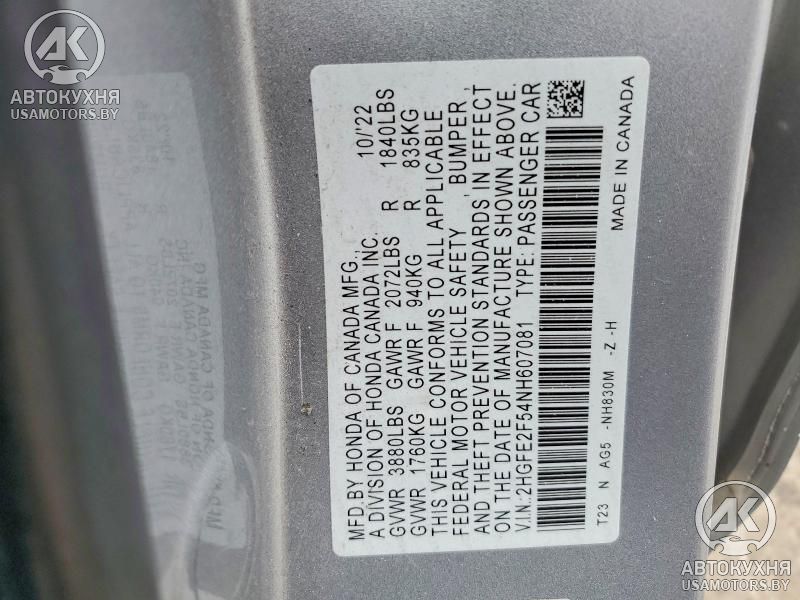 AK
АВТОКУХНЯ
USAMOTORS.BY
MFD.BY HONDA OF CANADA MFG., 10/'22
A DIVISION OF HONDA CANADA INC.
GVWR 3880LBS GAWR F 2072LBS R 1840LBS
GVWR 1760KG GAWR F 940KG R 835KG
THIS VEHICLE CONFORMS TO ALL APPLICABLE
FEDERAL MOTOR VEHICLE SAFETY, BUMPER,
AND THEFT PREVENTION STANDARDS IN EFFECT
ON THE DATE OF MANUFACTURE SHOWN ABOVE.
V.I.N.:2HGFE2F54NH607081 TYPE: PASSENGER CAR
T23 N AG5 -NH830M -Z -H
MADE IN CANADA
AK
АВТОКУХНЯ
USAMOTORS.BY